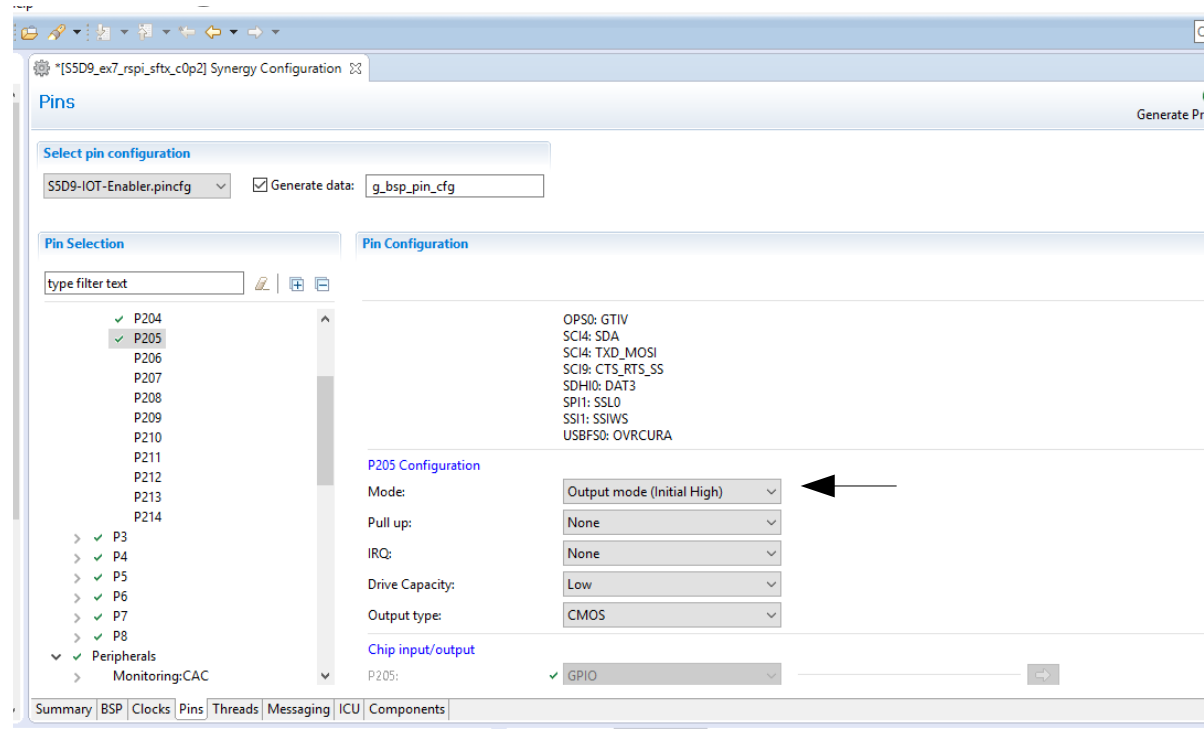 *[S5D9_ex7_rspi_sftx_c0p2] Synergy Configuration
Pins
Generate Pr
Select pin configuration
S5D9-IOT-Enabler.pincfg Generate data: g_bsp_pin_cfg
Pin Selection Pin Configuration
type filter text
P204
P205
P206
P207
P208
P209
P210
P211
P212
P213
P214
P3
P4
P5
P6
P7
P8
Peripherals
Monitoring:CAC
OPS0: GTIV
SCI4: SDA
SCI4: TXD_MOSI
SCI9: CTS_RTS_SS
SDHI0: DAT3
SPI1: SSL0
SSI1: SSIWS
USBFS0: OVRCURA
P205 Configuration
Mode: Output mode (Initial High)
Pull up: None
IRQ: None
Drive Capacity: Low
Output type: CMOS
Chip input/output
P205: GPIO
Summary BSP Clocks Pins Threads Messaging ICU Components